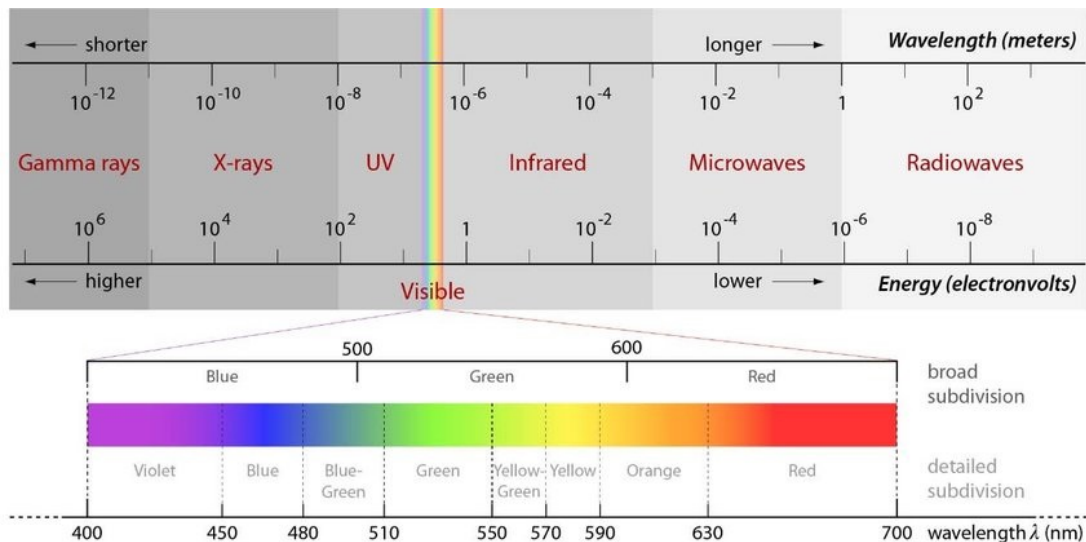 ← shorter longer → Wavelength (meters)
10⁻¹² 10⁻¹⁰ 10⁻⁸ 10⁻⁶ 10⁻⁴ 10⁻² 1 10²
Gamma rays X-rays UV Infrared Microwaves Radiowaves
10⁶ 10⁴ 10² 1 10⁻² 10⁻⁴ 10⁻⁶ 10⁻⁸
← higher lower → Energy (electronvolts)
Visible
500 600
Blue Green Red broad
subdivision
Violet Blue Blue- Green Yellow- Yellow Orange Red detailed
Green Green subdivision
400 450 480 510 550 570 590 630 700 wavelength λ (nm)